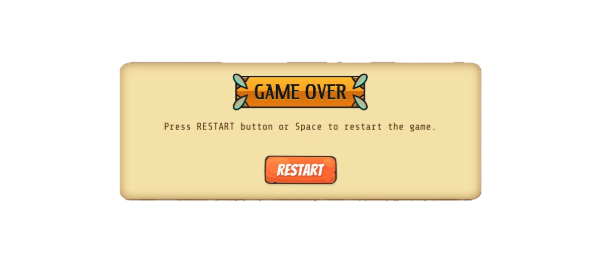 GAME OVER
Press RESTART button or Space to restart the game.
RESTART